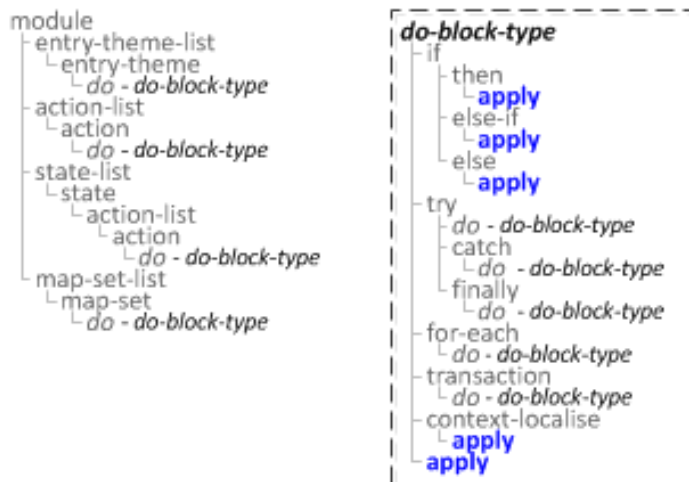 module
entry-theme-list
entry-theme
do - do-block-type
action-list
action
do - do-block-type
state-list
state
action-list
action
do - do-block-type
map-set-list
map-set
do - do-block-type
do-block-type
if
then
apply
else-if
apply
else
apply
try
do - do-block-type
catch
do - do-block-type
finally
do - do-block-type
for-each
do - do-block-type
transaction
do - do-block-type
context-localise
apply
apply